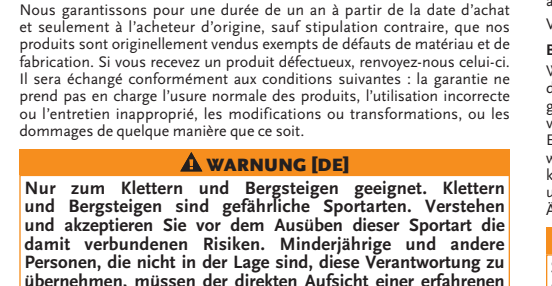 Nous garantissons pour une durée de un an à partir de la date d'achat
et seulement à l'acheteur d'origine, sauf stipulation contraire, que nos
produits sont originellement vendus exempts de défauts de matériau et de
fabrication. Si vous recevez un produit défectueux, renvoyez-nous celui-ci.
Il sera échangé conformément aux conditions suivantes : la garantie ne
prend pas en charge l'usure normale des produits, l'utilisation incorrecte
ou l'entretien inapproprié, les modifications ou transformations, ou les
dommages de quelque manière que ce soit.
WARNUNG [DE]
Nur zum Klettern und Bergsteigen geeignet. Klettern
und Bergsteigen sind gefährliche Sportarten. Verstehen
und akzeptieren Sie vor dem Ausüben dieser Sportart die
damit verbundenen Risiken. Minderjährige und andere
Personen, die nicht in der Lage sind, diese Verantwortung zu
übernehmen, müssen der direkten Aufsicht einer erfahrenen